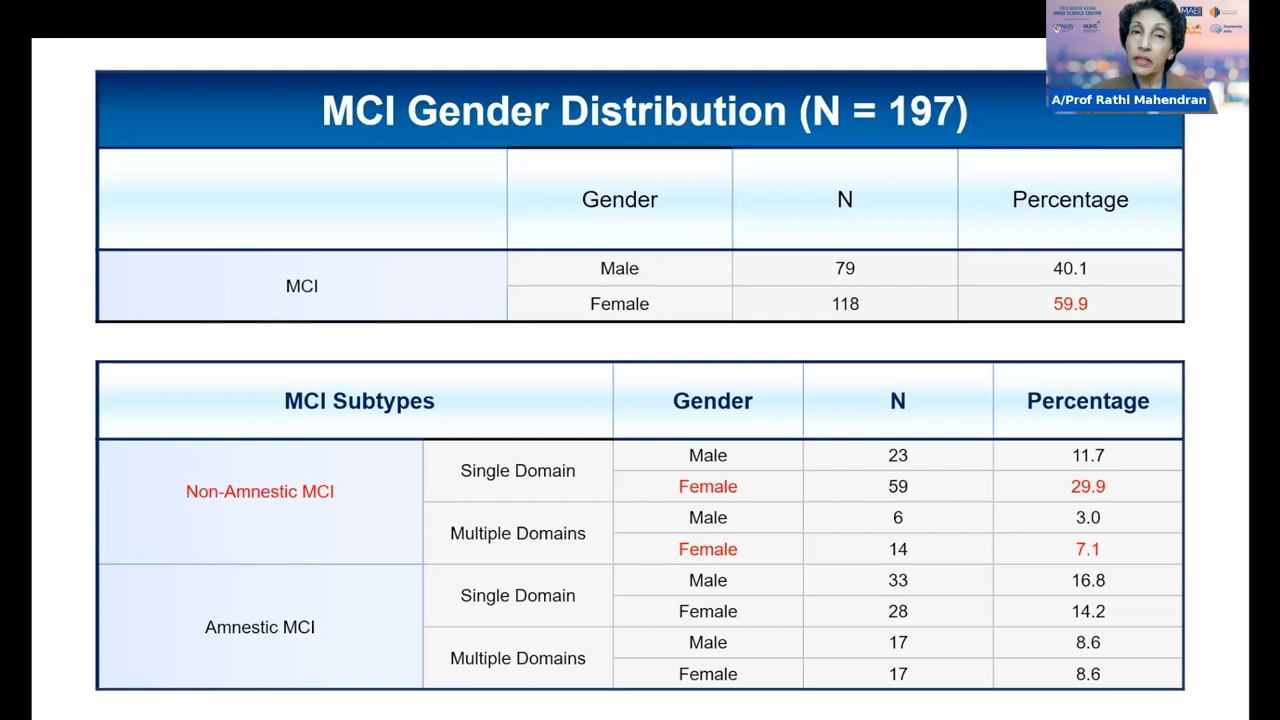 MCI Gender Distribution (N = 197)
A/Prof Rathi Mahendran
Gender N Percentage
MCI Male 79 40.1
Female 118 59.9
MCI Subtypes Gender N Percentage
Non-Amnestic MCI Single Domain Male 23 11.7
Female 59 29.9
Multiple Domains Male 6 3.0
Female 14 7.1
Amnestic MCI Single Domain Male 33 16.8
Female 28 14.2
Multiple Domains Male 17 8.6
Female 17 8.6